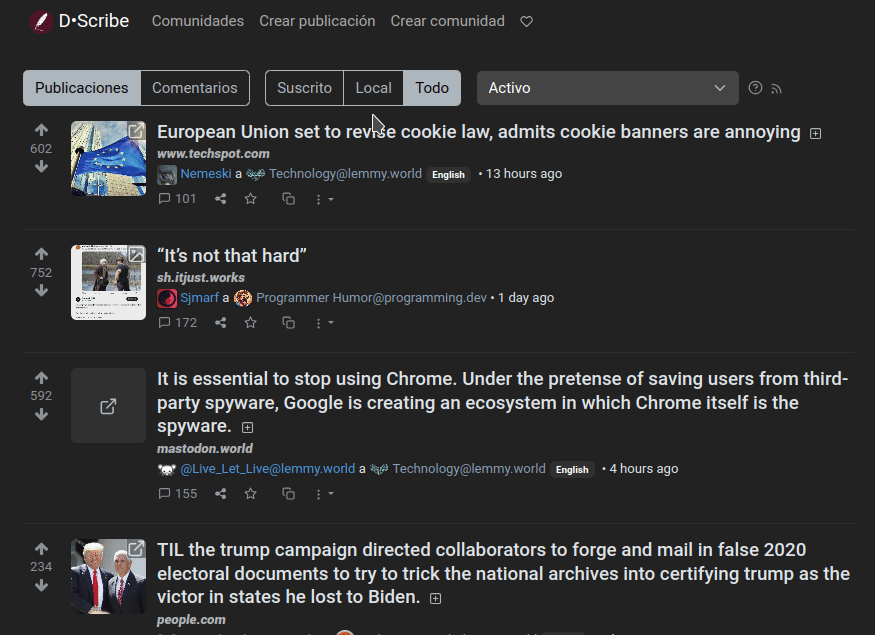 D•Scribe Comunidades Crear publicación Crear comunidad
Publicaciones Comentarios Suscrito Local Todo Activo
602
European Union set to revise cookie law, admits cookie banners are annoying
www.techspot.com
Nemeski a Technology@lemmy.world English • 13 hours ago
101
752
“It’s not that hard”
sh.itjust.works
Sjmarf a Programmer Humor@programming.dev • 1 day ago
172
592
It is essential to stop using Chrome. Under the pretense of saving users from third-
party spyware, Google is creating an ecosystem in which Chrome itself is the
spyware.
mastodon.world
@Live_Let_Live@lemmy.world a Technology@lemmy.world English • 4 hours ago
155
234
TIL the trump campaign directed collaborators to forge and mail in false 2020
electoral documents to try to trick the national archives into certifying trump as the
victor in states he lost to Biden.
people.com